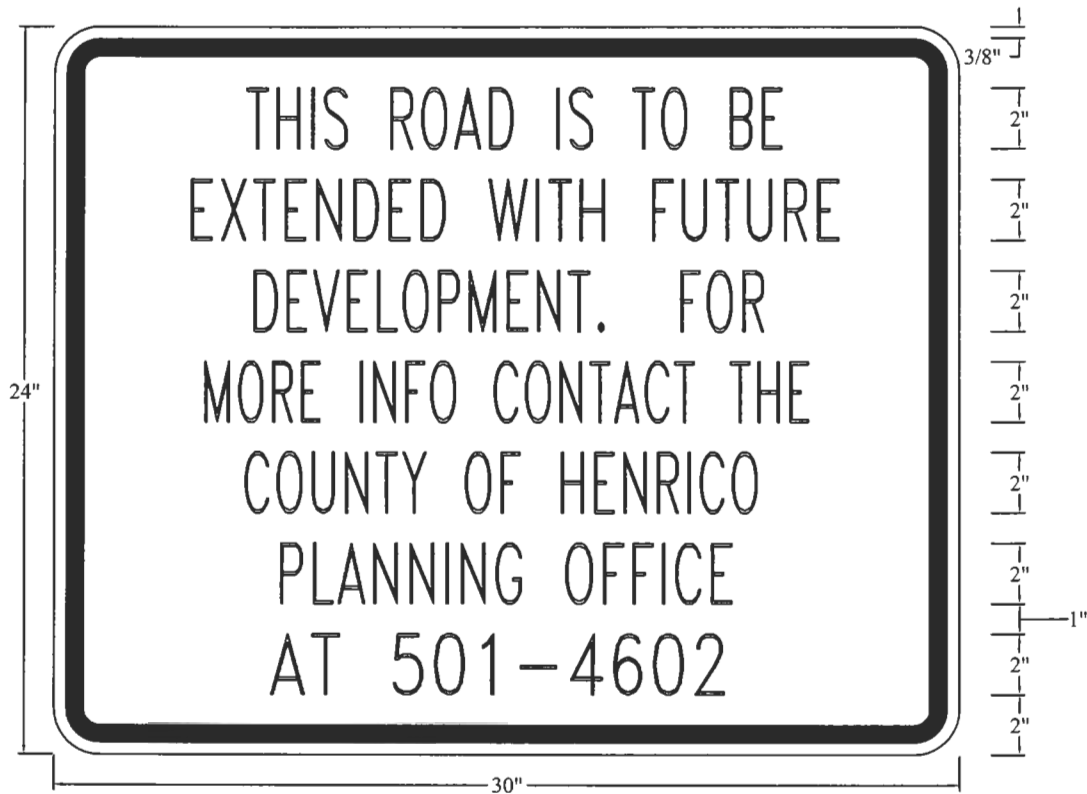 3/8"
THIS ROAD IS TO BE
2"
EXTENDED WITH FUTURE
2"
DEVELOPMENT. FOR
2"
24"
MORE INFO CONTACT THE
2"
COUNTY OF HENRICO
2"
PLANNING OFFICE
2"
1"
AT 501-4602
2"
2"
30"